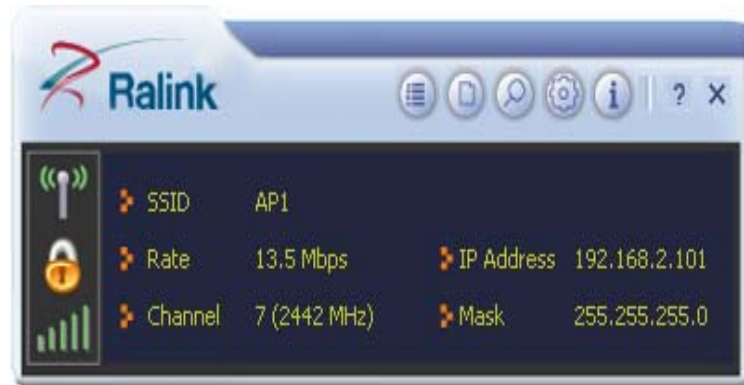 Ralink
i ? ×
SSID AP1
Rate 13.5 Mbps IP Address 192.168.2.101
Channel 7 (2442 MHz) Mask 255.255.255.0